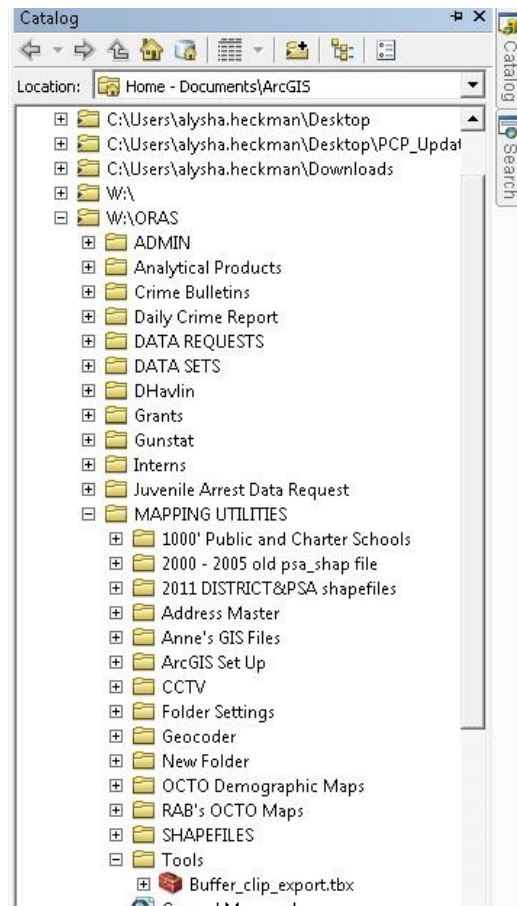 Catalog
Location: Home - Documents\ArcGIS
C:\Users\alysha.heckman\Desktop
C:\Users\alysha.heckman\Desktop\PCP_Updat
C:\Users\alysha.heckman\Downloads
W:\
W:\ORAS
ADMIN
Analytical Products
Crime Bulletins
Daily Crime Report
DATA REQUESTS
DATA SETS
DHavlin
Grants
Gunstat
Interns
Juvenile Arrest Data Request
MAPPING UTILITIES
1000' Public and Charter Schools
2000 - 2005 old psa_shap file
2011 DISTRICT&PSA shapefiles
Address Master
Anne's GIS Files
ArcGIS Set Up
CCTV
Folder Settings
Geocoder
New Folder
OCTO Demographic Maps
RAB's OCTO Maps
SHAPEFILES
Tools
Buffer_clip_export.tbx
Catalog
Search